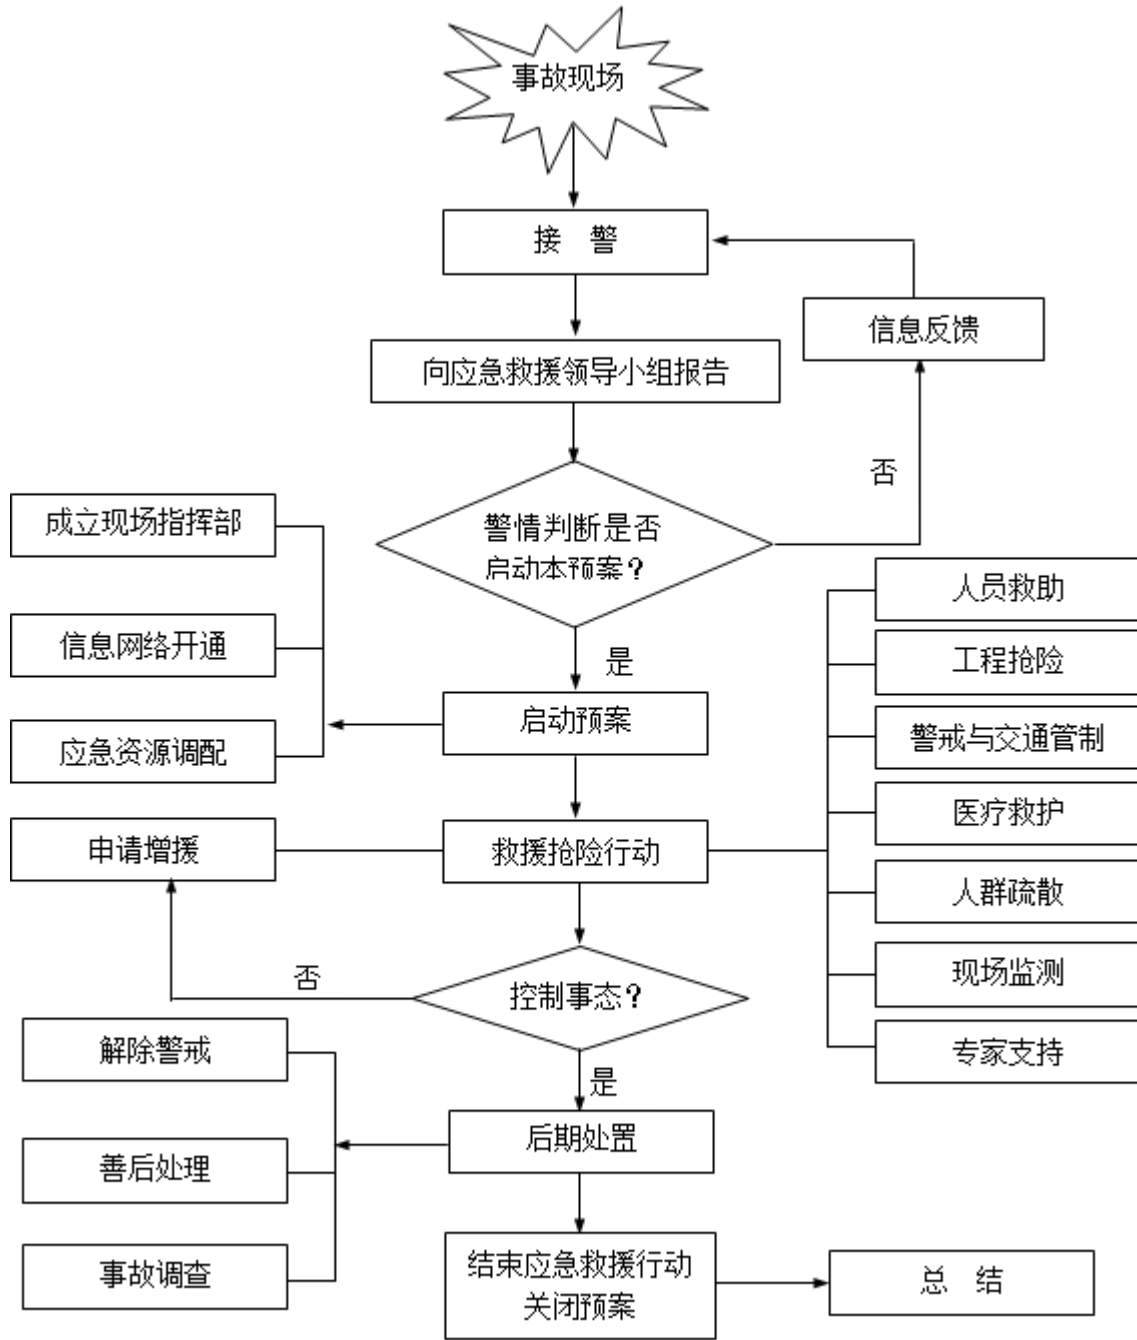 事故现场
接 警
信息反馈
向应急救援领导小组报告
否
成立现场指挥部
警情判断是否
启动本预案？
人员救助
信息网络开通
是
工程抢险
启动预案
警戒与交通管制
应急资源调配
医疗救护
申请增援
救援抢险行动
人群疏散
否
控制事态？
现场监测
解除警戒
专家支持
是
后期处置
善后处理
事故调查
结束应急救援行动
关闭预案
总 结